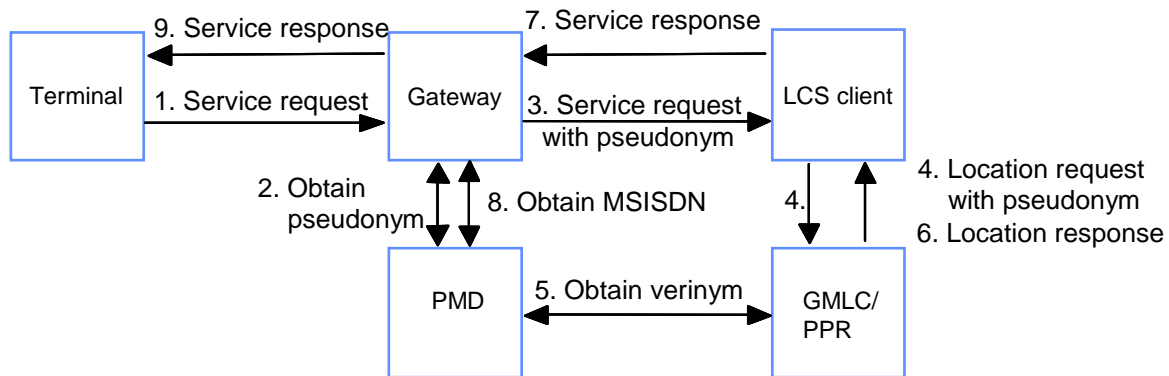 9. Service response
7. Service response
Terminal
1. Service request
Gateway
3. Service request
with pseudonym
LCS client
2. Obtain
pseudonym
8. Obtain MSISDN
4.
4. Location request
with pseudonym
6. Location response
PMD
5. Obtain verinym
GMLC/
PPR